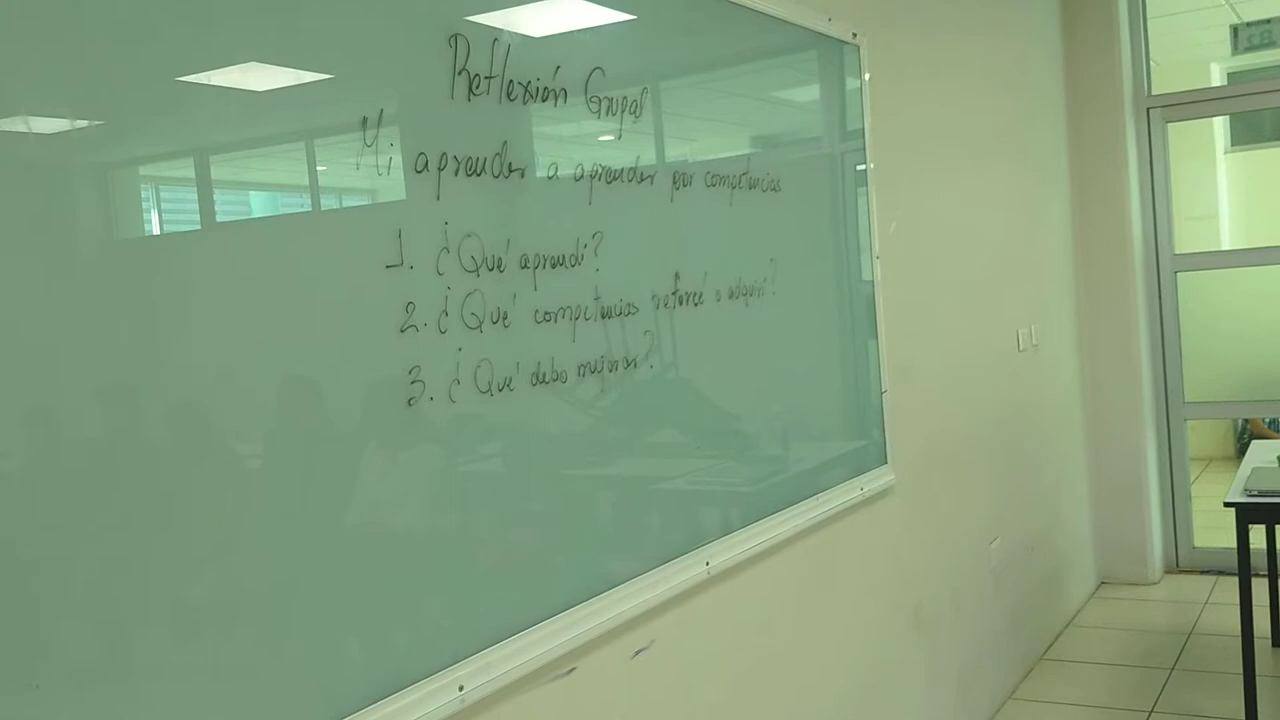 Reflexión Grupal
Mi aprender a aprender por competencias
1. ¿Qué aprendí?
2. ¿Qué competencias reforcé o adquirí?
3. ¿Qué debo mejorar?